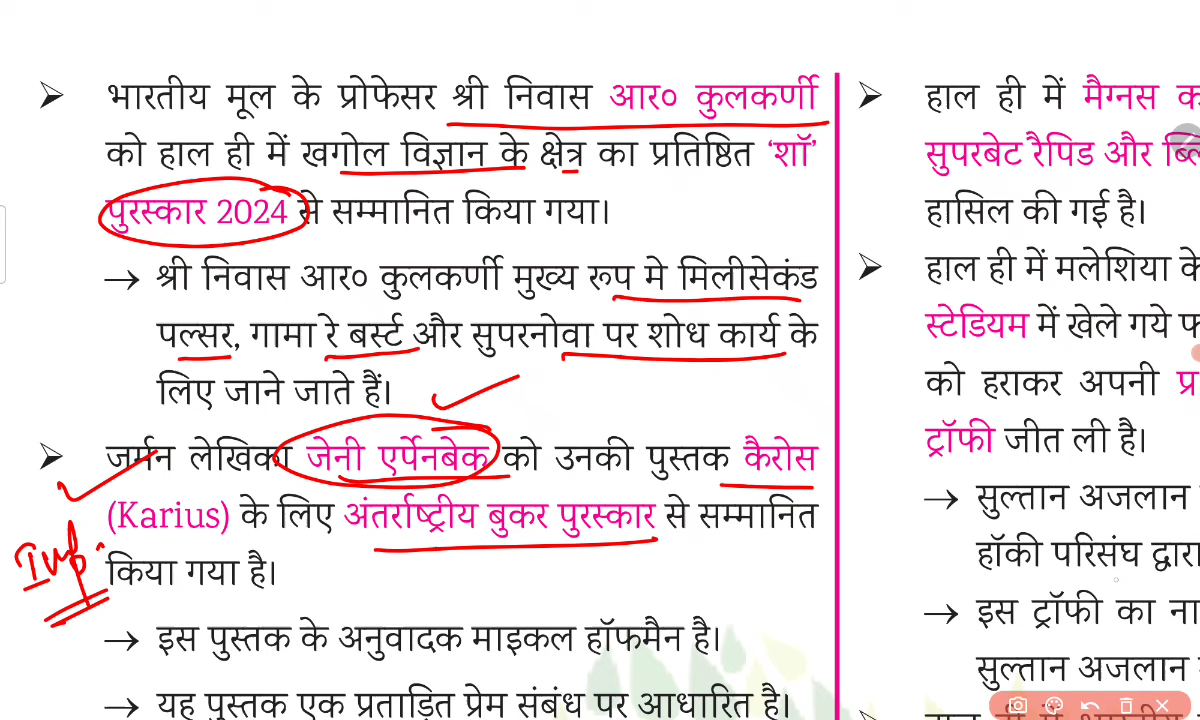 ➢ भारतीय मूल के प्रोफेसर श्री निवास आर० कुलकर्णी
को हाल ही में खगोल विज्ञान के क्षेत्र का प्रतिष्ठित ‘शॉ’
पुरस्कार 2024 से सम्मानित किया गया।
→ श्री निवास आर० कुलकर्णी मुख्य रूप मे मिलीसेकंड
पल्सर, गामा रे बर्स्ट और सुपरनोवा पर शोध कार्य के
लिए जाने जाते हैं।
➢ जर्मन लेखिका जेनी एर्पेनबेक को उनकी पुस्तक कैरोस
(Karius) के लिए अंतर्राष्ट्रीय बुकर पुरस्कार से सम्मानित
Imp.
किया गया है।
→ इस पुस्तक के अनुवादक माइकल हॉफमैन है।
→ यह पुस्तक एक प्रताड़ित प्रेम संबंध पर आधारित है।
➢ हाल ही में मैग्नस
सुपरबेट रैपिड और
हासिल की गई है।
➢ हाल ही में मलेशिया के
स्टेडियम में खेले गये
को हराकर अपनी
ट्रॉफी जीत ली है।
→ सुल्तान अजलान
हॉकी परिसंघ द्वारा
→ इस ट्रॉफी का
सुल्तान अजलान